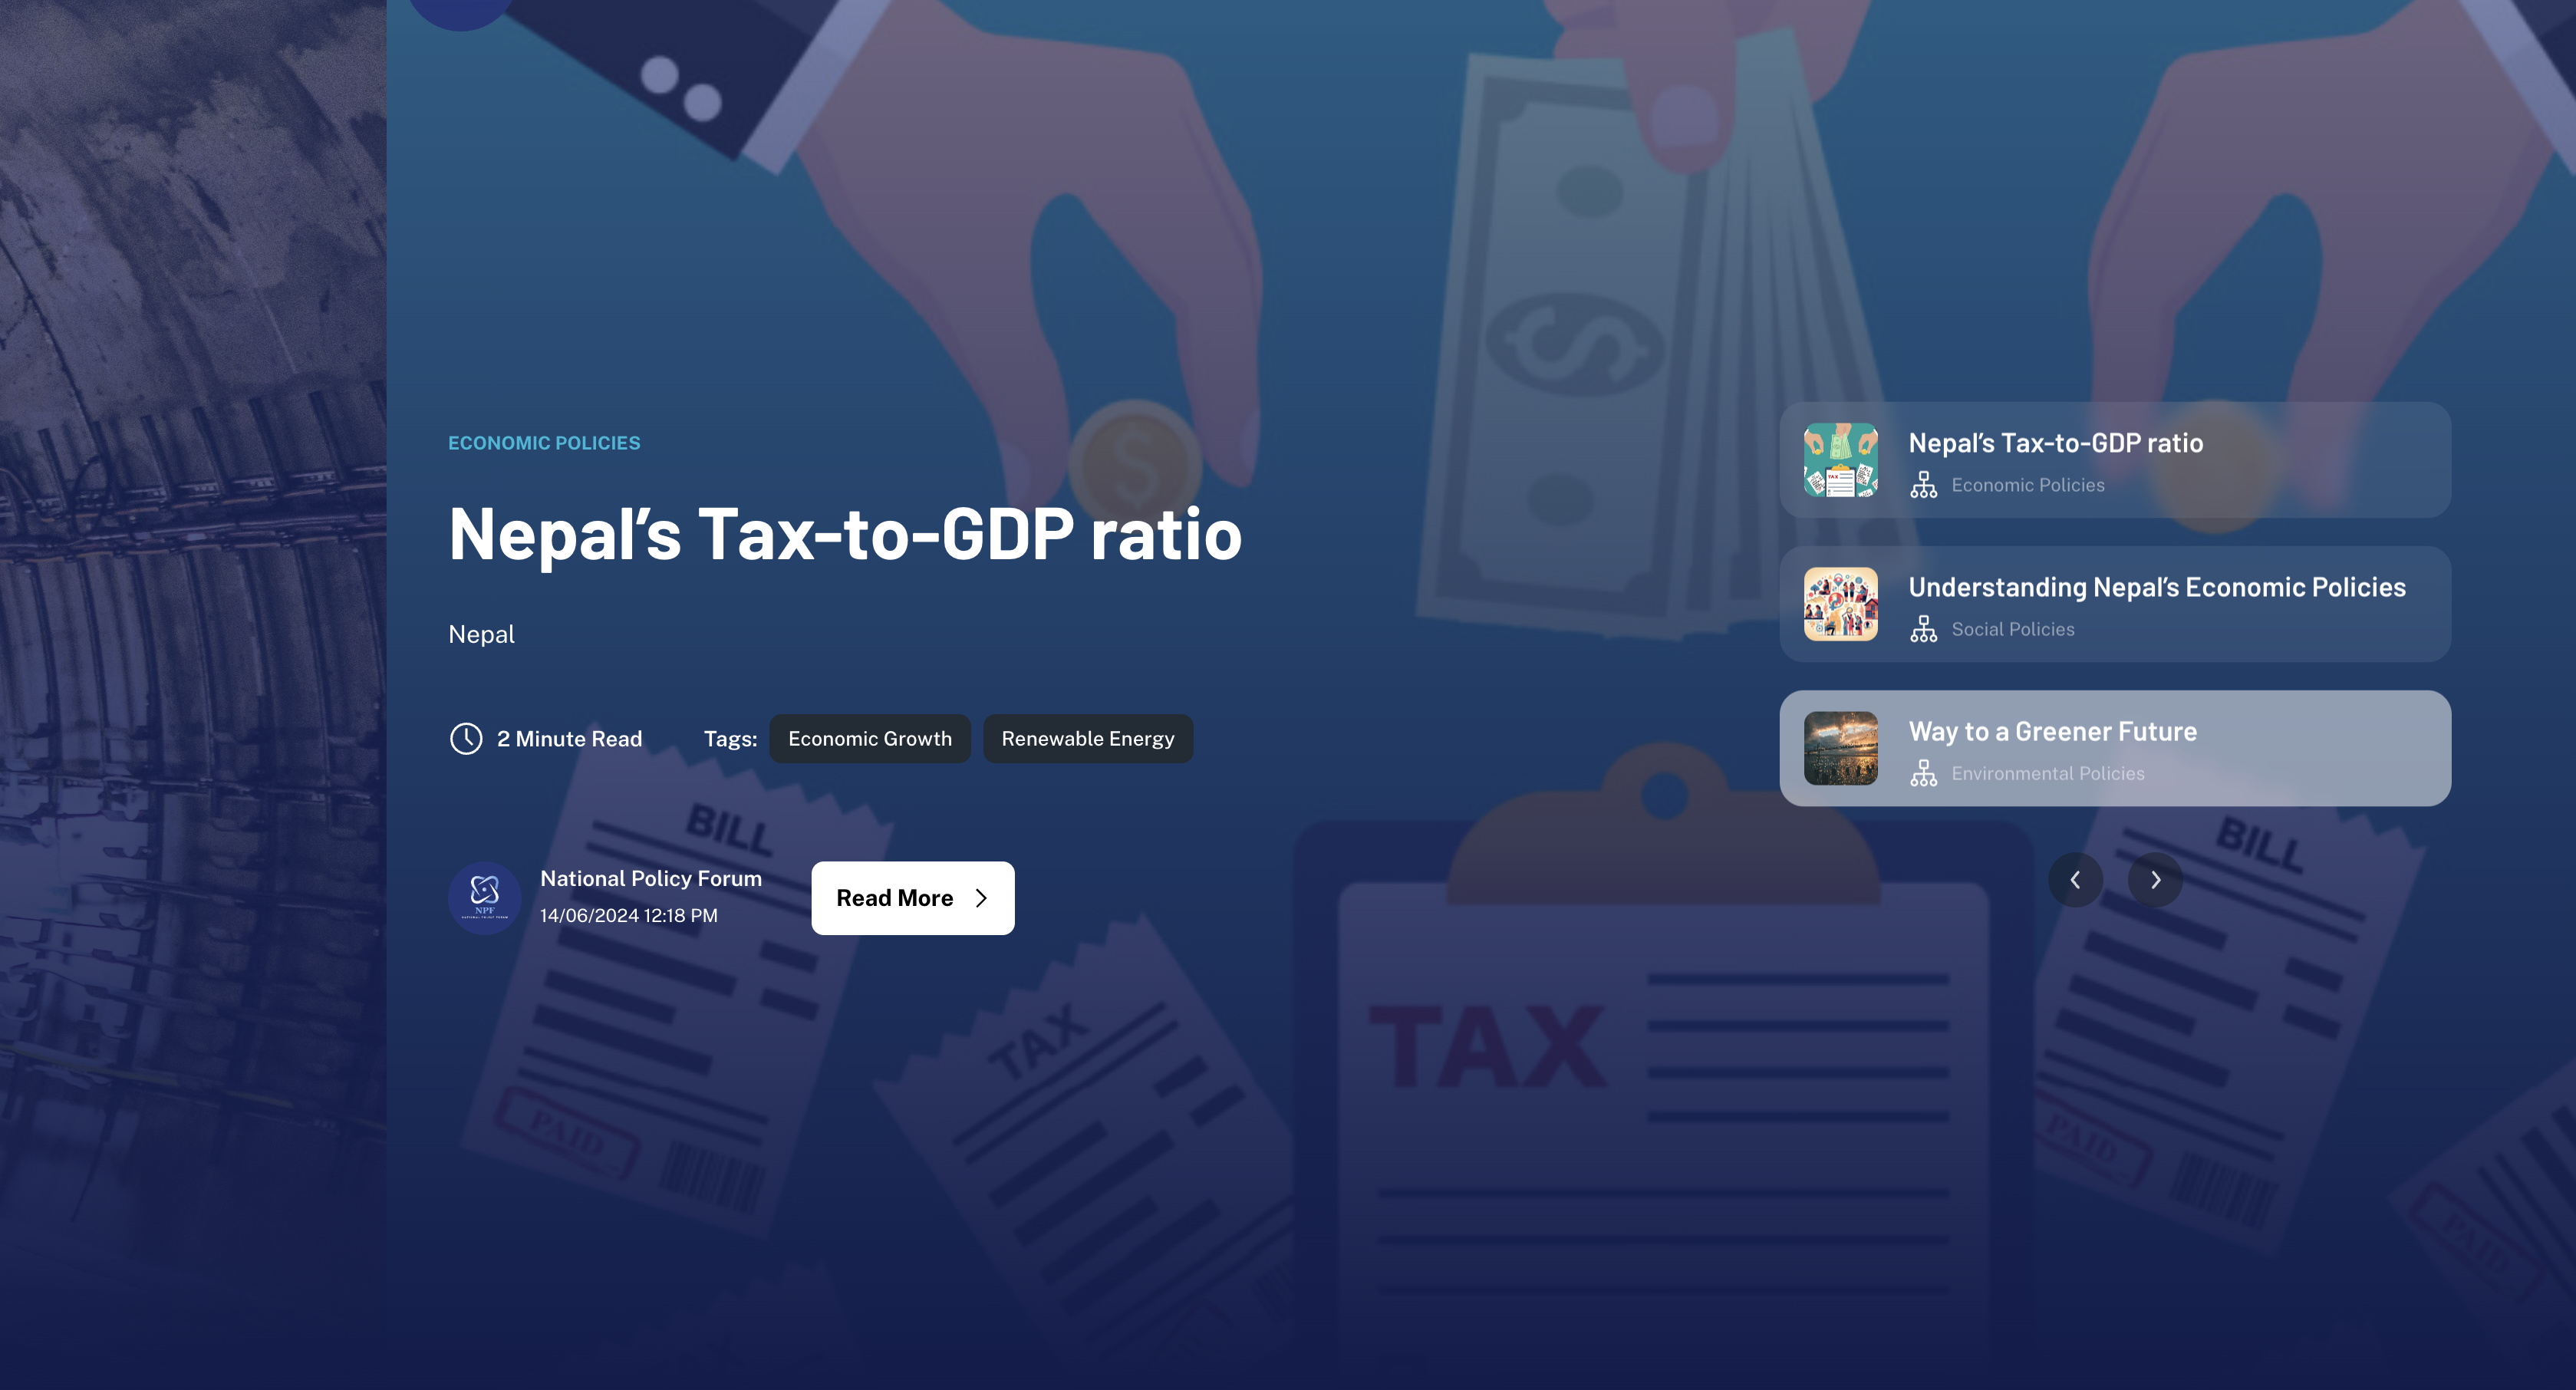 ECONOMIC POLICIES
Nepal’s Tax-to-GDP ratio
Nepal
2 Minute Read
Tags: Economic Growth Renewable Energy
National Policy Forum
14/06/2024 12:18 PM
Read More
NPF
Nepal’s Tax-to-GDP ratio
Economic Policies
Understanding Nepal’s Economic Policies
Social Policies
Way to a Greener Future
Environmental Policies
BILL
PAID
TAX
TAX
BILL
PAID
PAID